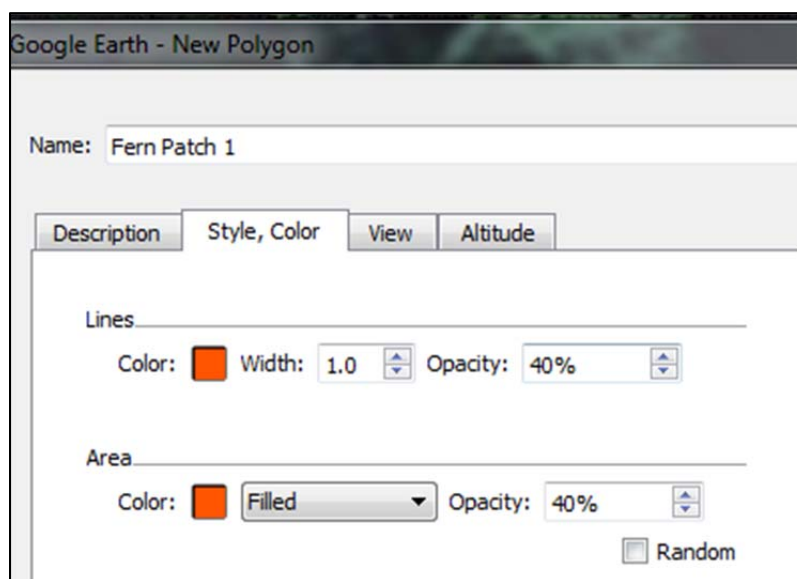 Google Earth - New Polygon
Name: Fern Patch 1
Description Style, Color View Altitude
Lines
Color: Width: 1.0 Opacity: 40%
Area
Color: Filled Opacity: 40%
Random